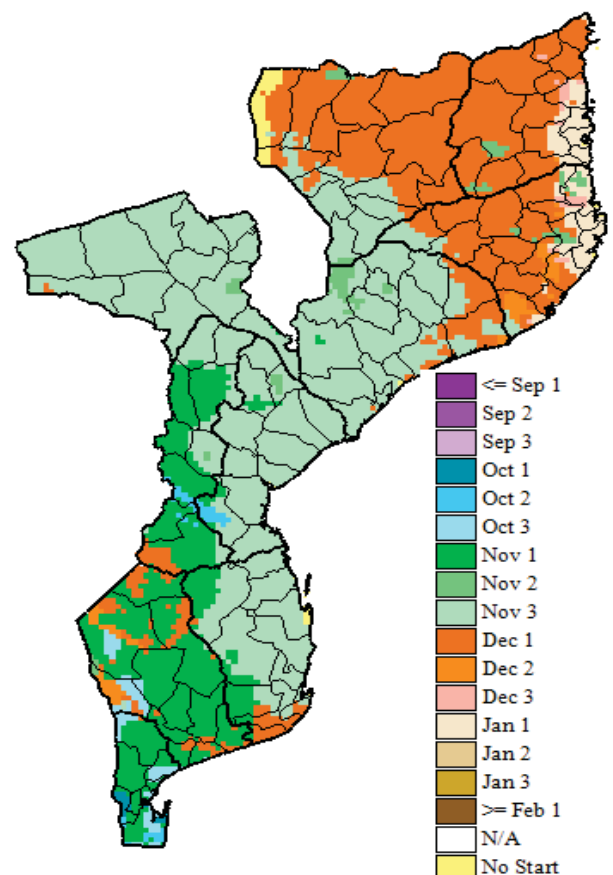 <= Sep 1
Sep 2
Sep 3
Oct 1
Oct 2
Oct 3
Nov 1
Nov 2
Nov 3
Dec 1
Dec 2
Dec 3
Jan 1
Jan 2
Jan 3
>= Feb 1
N/A
No Start